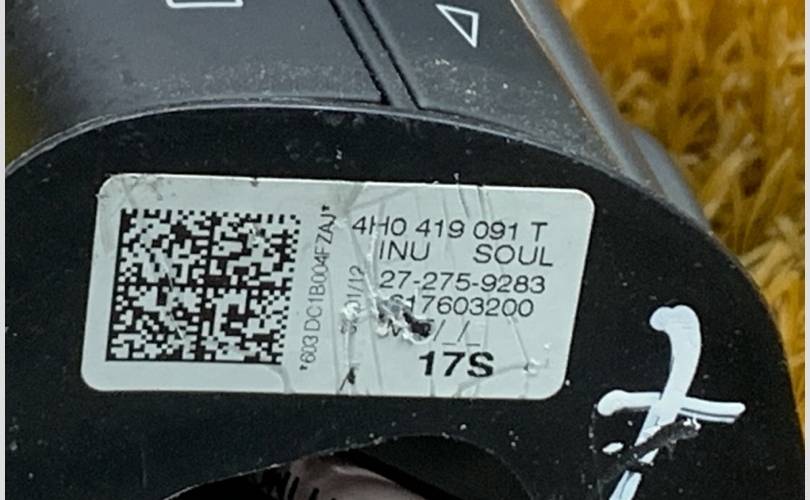 4H0 419 091 T
INU SOUL
27-275-9283
617603200
17S
*603 DC1B004FZAJ*